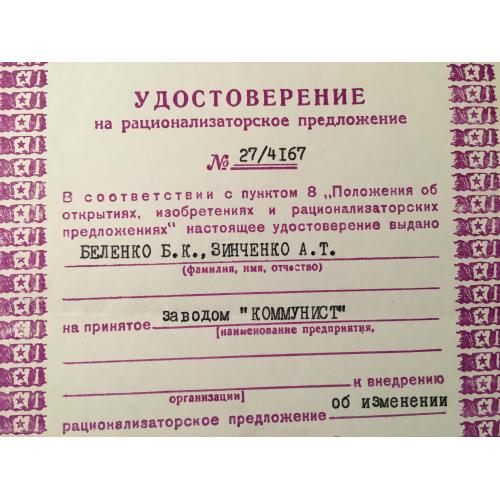 УДОСТОВЕРЕНИЕ
на рационализаторское предложение
№ 27/4I67
В соответствии с пунктом 8 „Положения об
открытиях, изобретениях и рационализаторских
предложениях" настоящее удостоверение выдано
БЕЛЕНКО Б.К.,ЗИНЧЕНКО А.Т.
(фамилия, имя, отчество)
на принятое заводом "КОММУНИСТ"
[наименование предприятия,
к внедрению
организации]
об изменении
рационализаторское предложение